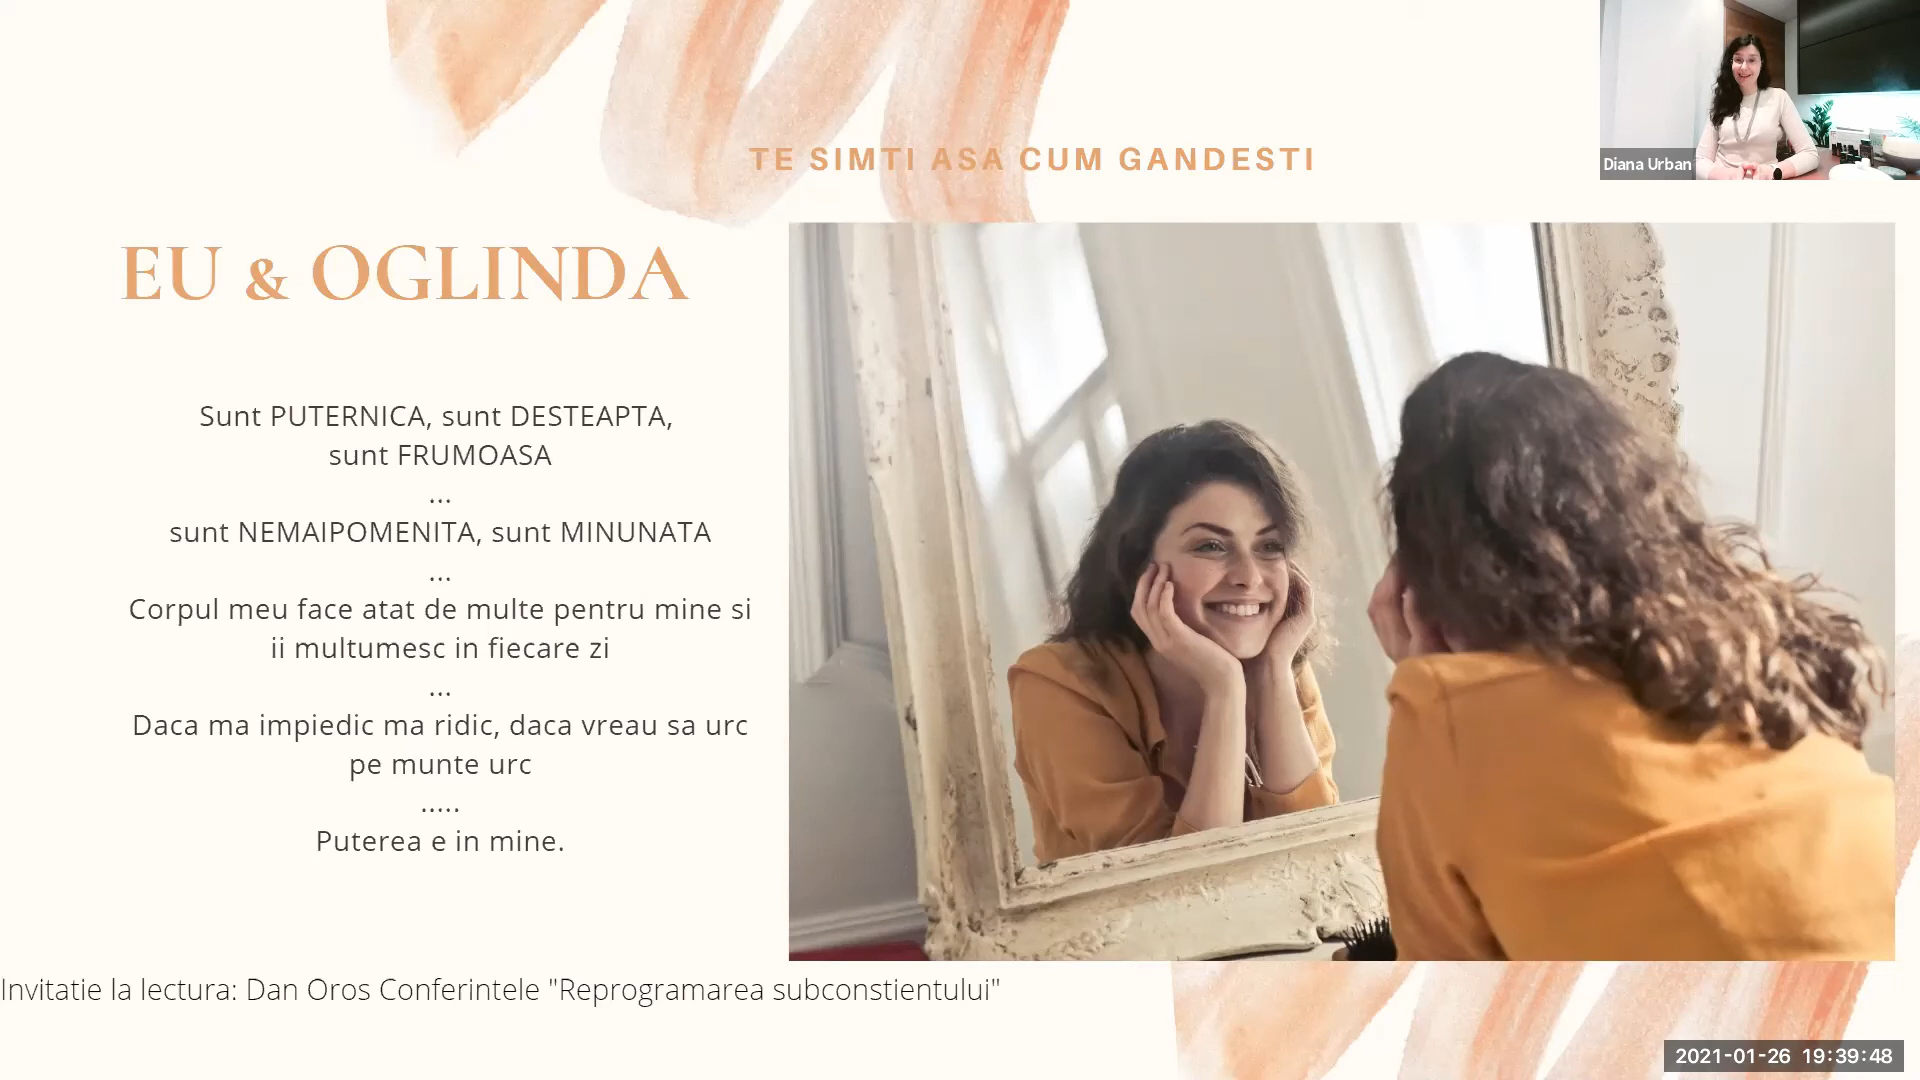 TE SIMTI ASA CUM GANDESTI
Diana Urban
EU & OGLINDA
Sunt PUTERNICA, sunt DESTEAPTA,
sunt FRUMOASA
...
sunt NEMAIPOMENITA, sunt MINUNATA
...
Corpul meu face atat de multe pentru mine si
ii multumesc in fiecare zi
...
Daca ma impiedic ma ridic, daca vreau sa urc
pe munte urc
.....
Puterea e in mine.
Invitatie la lectura: Dan Oros Conferintele "Reprogramarea subconstientului"
2021-01-26 19:39:48